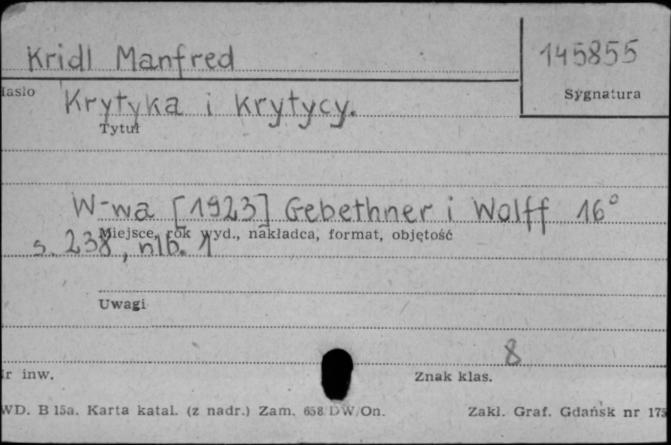 Kridl Manfred
145855
Hasło
Sygnatura
Krytyka i krytycy.
Tytuł
W-wa [1923] Gebethner i Wolff 16°
Miejsce, rok wyd., nakładca, format, objętość
s. 238, nlb. 1
Uwagi
8
Nr inw.
Znak klas.
WD. B 15a. Karta katal. (z nadr.) Zam. 658/DW/On.
Zakl. Graf. Gdańsk nr 175